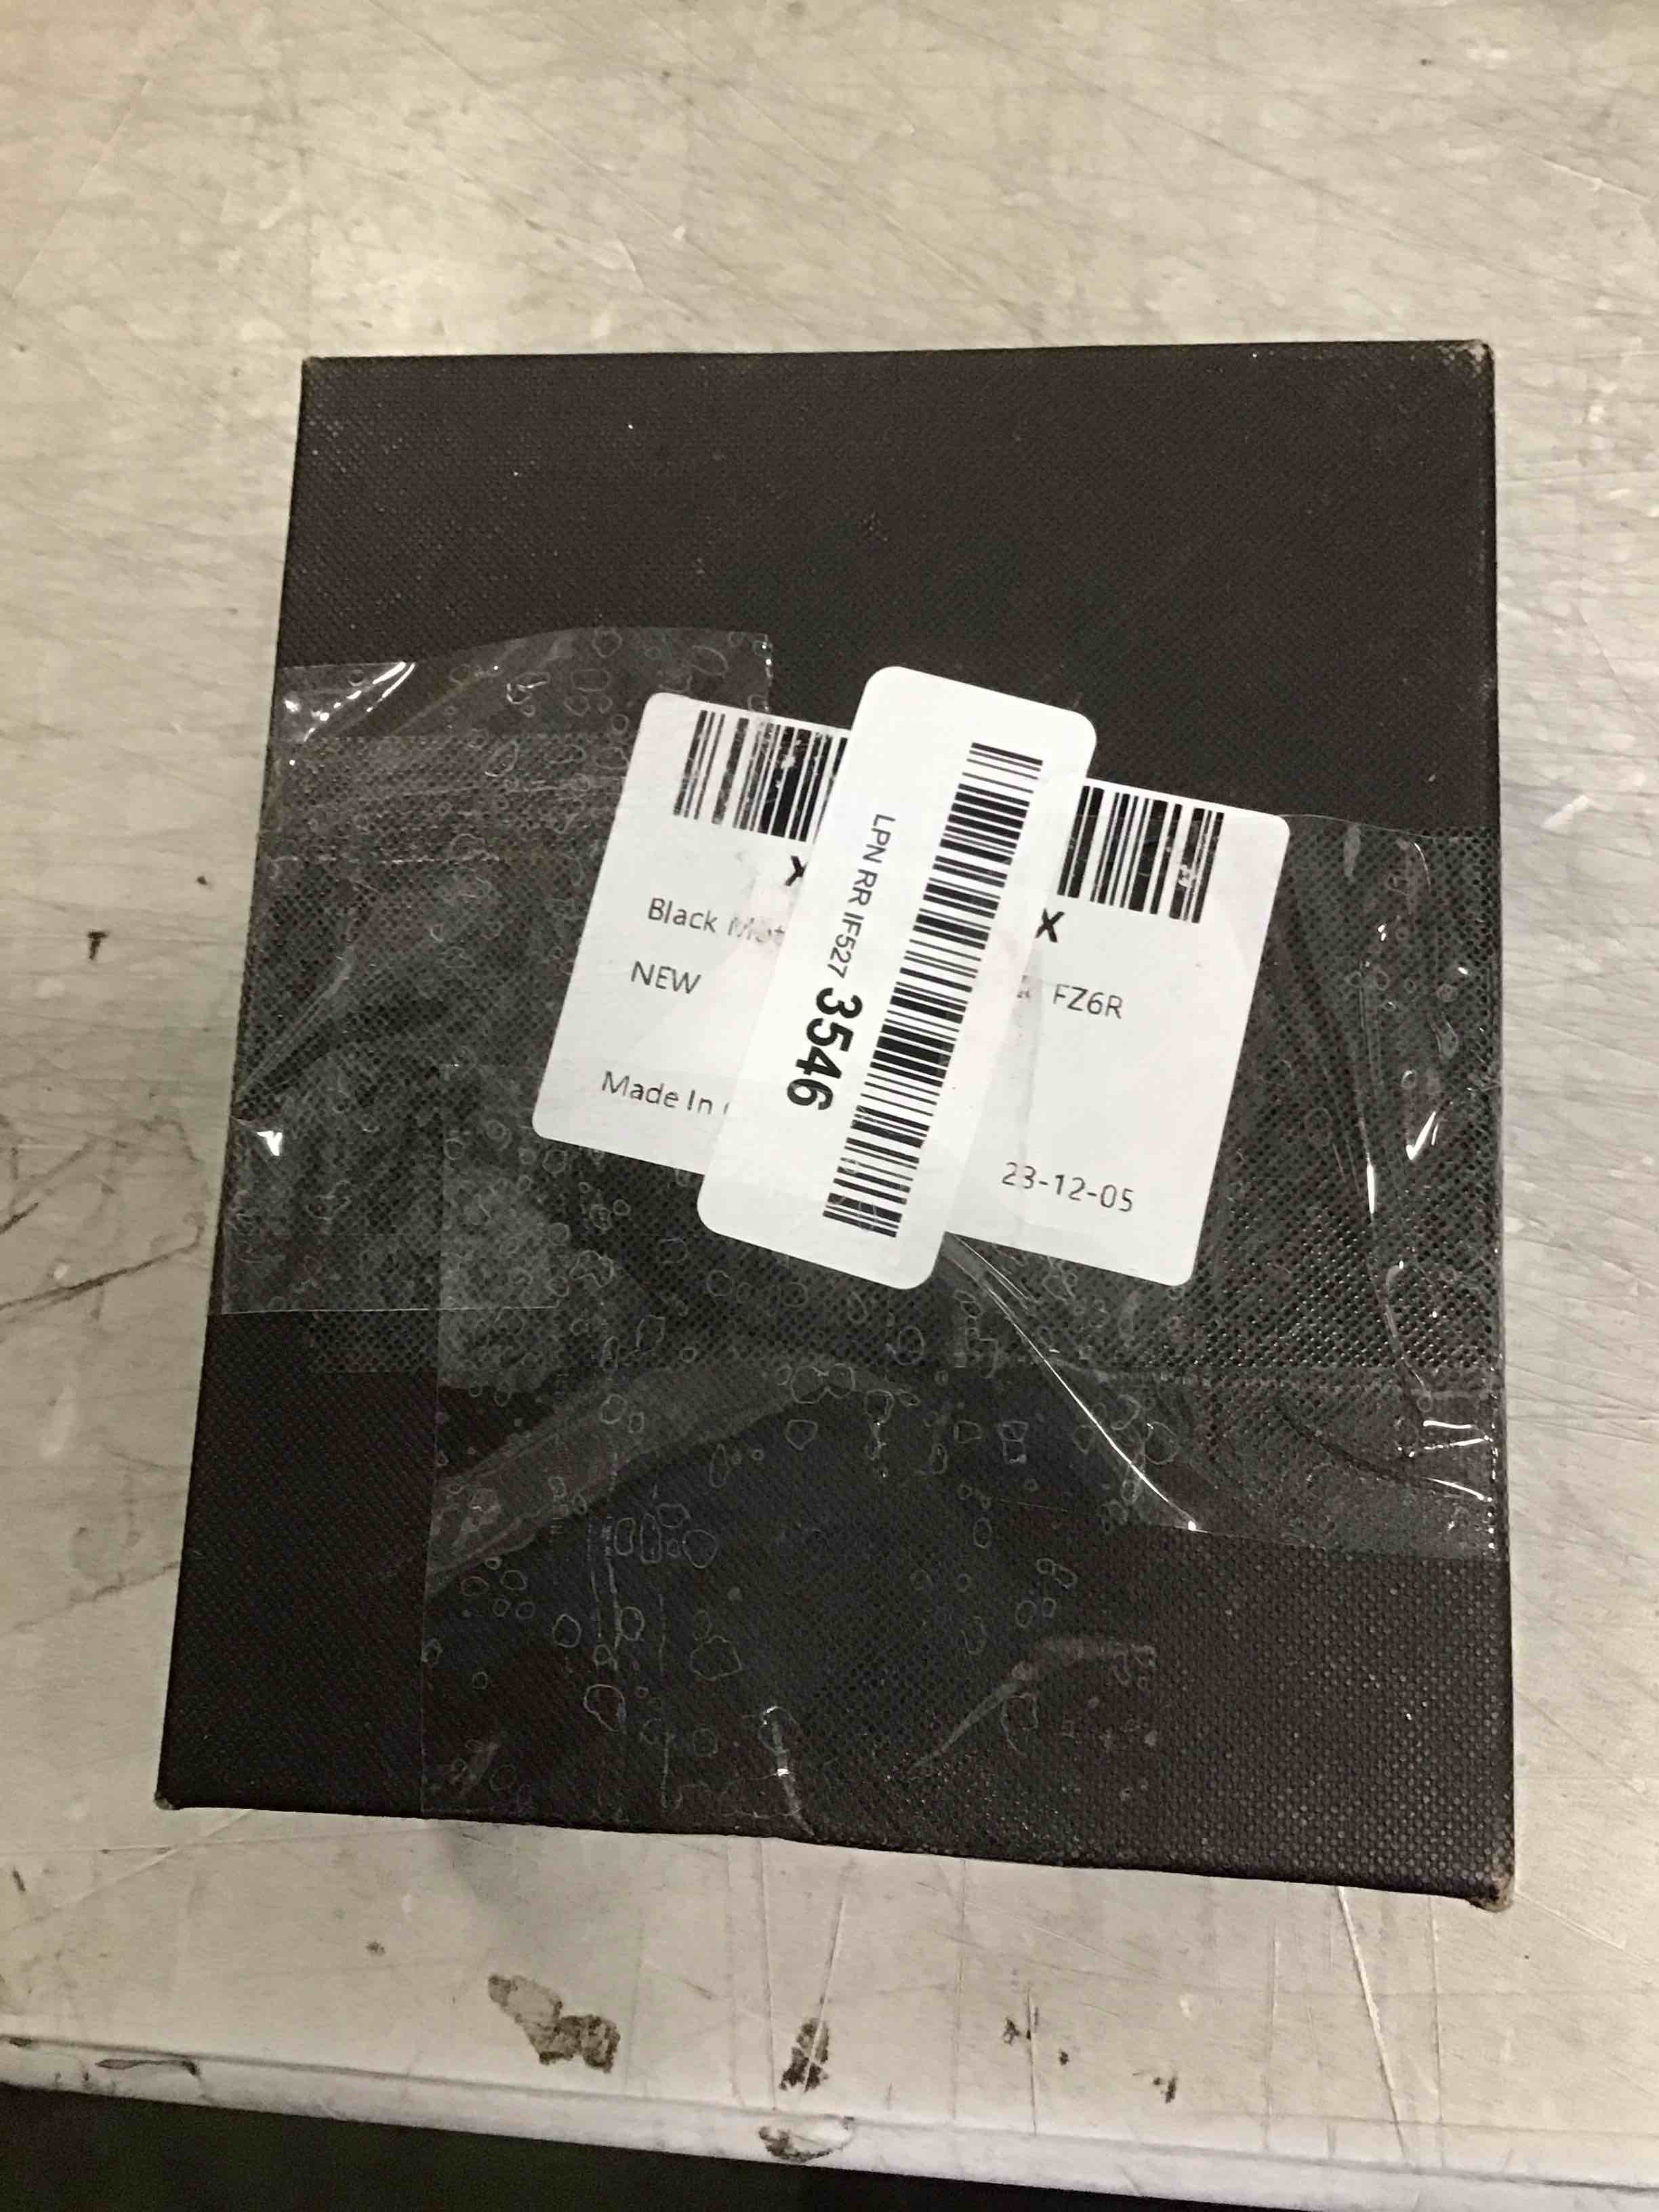 X
Black
NEW
Made In
LPN RR IF527 3546
X
FZ6R
23-12-05